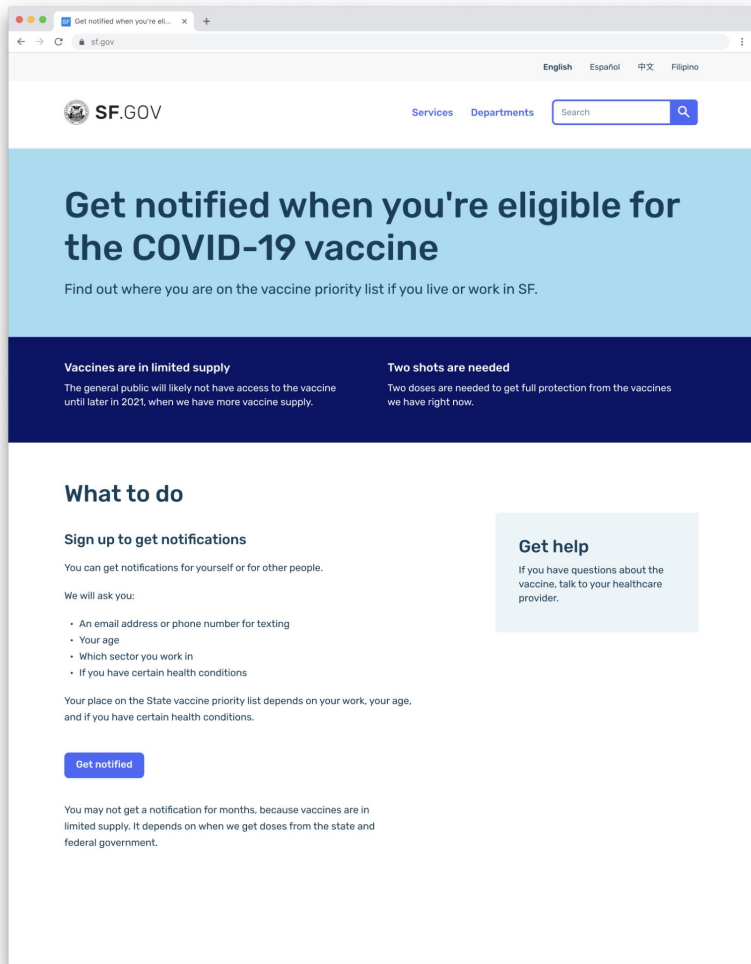 SF Get notified when you're eli... × +
sf.gov
English Español 中文 Filipino
SF.GOV
Services Departments Search
Get notified when you're eligible for
the COVID-19 vaccine
Find out where you are on the vaccine priority list if you live or work in SF.
Vaccines are in limited supply
The general public will likely not have access to the vaccine
until later in 2021, when we have more vaccine supply.
Two shots are needed
Two doses are needed to get full protection from the vaccines
we have right now.
What to do
Sign up to get notifications
You can get notifications for yourself or for other people.
We will ask you:
• An email address or phone number for texting
• Your age
• Which sector you work in
• If you have certain health conditions
Your place on the State vaccine priority list depends on your work, your age,
and if you have certain health conditions.
Get notified
You may not get a notification for months, because vaccines are in
limited supply. It depends on when we get doses from the state and
federal government.
Get help
If you have questions about the
vaccine, talk to your healthcare
provider.